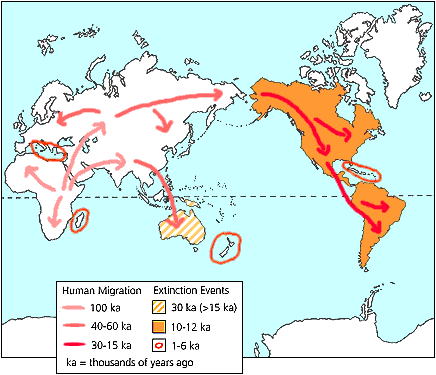 Human Migration
100 ka
40-60 ka
30-15 ka
Extinction Events
30 ka (>15 ka)
10-12 ka
1-6 ka
ka = thousands of years ago